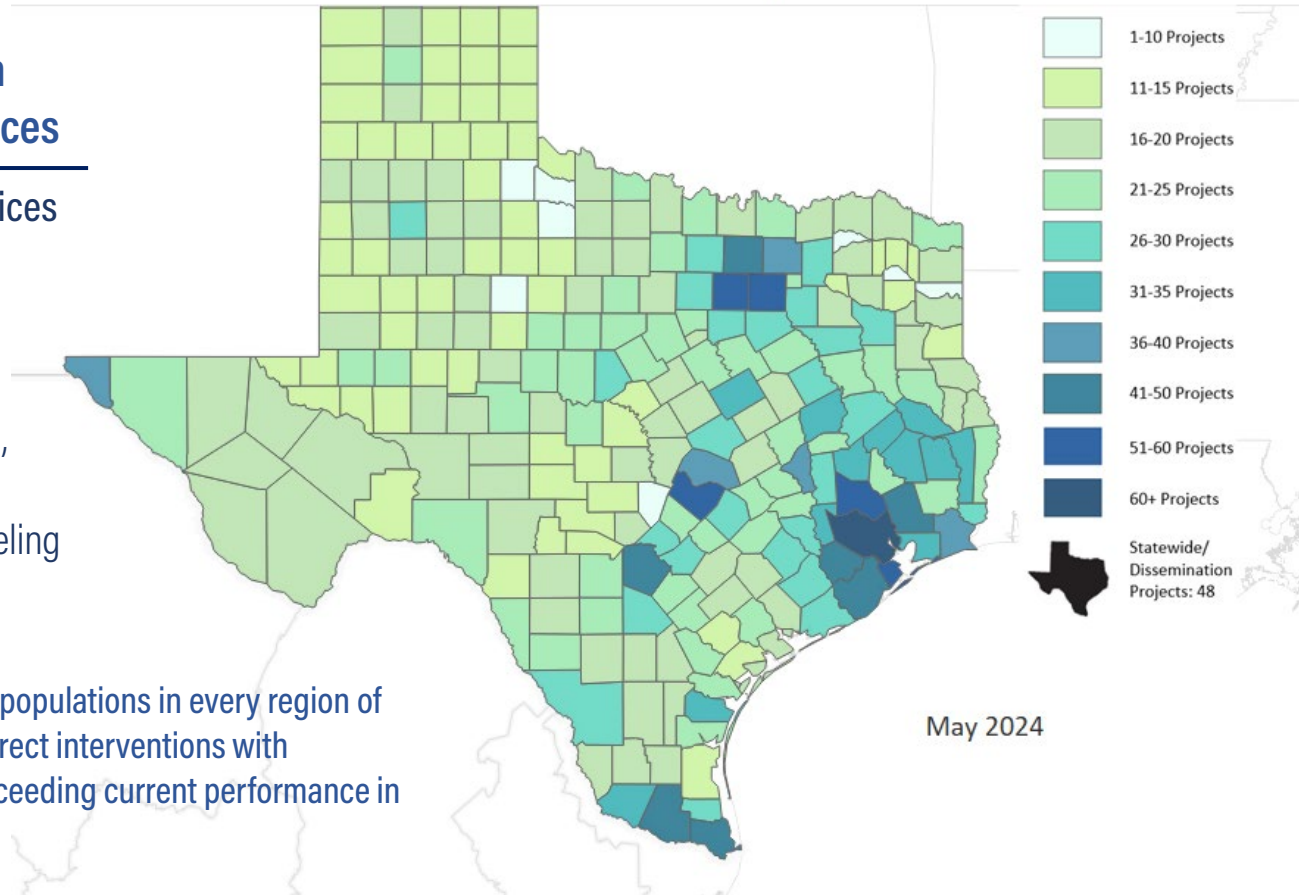 ces
ices
,
eling
populations in every region of
rect interventions with
ceeding current performance in
1-10 Projects
11-15 Projects
16-20 Projects
21-25 Projects
26-30 Projects
31-35 Projects
36-40 Projects
41-50 Projects
51-60 Projects
60+ Projects
Statewide/
Dissemination
Projects: 48
May 2024